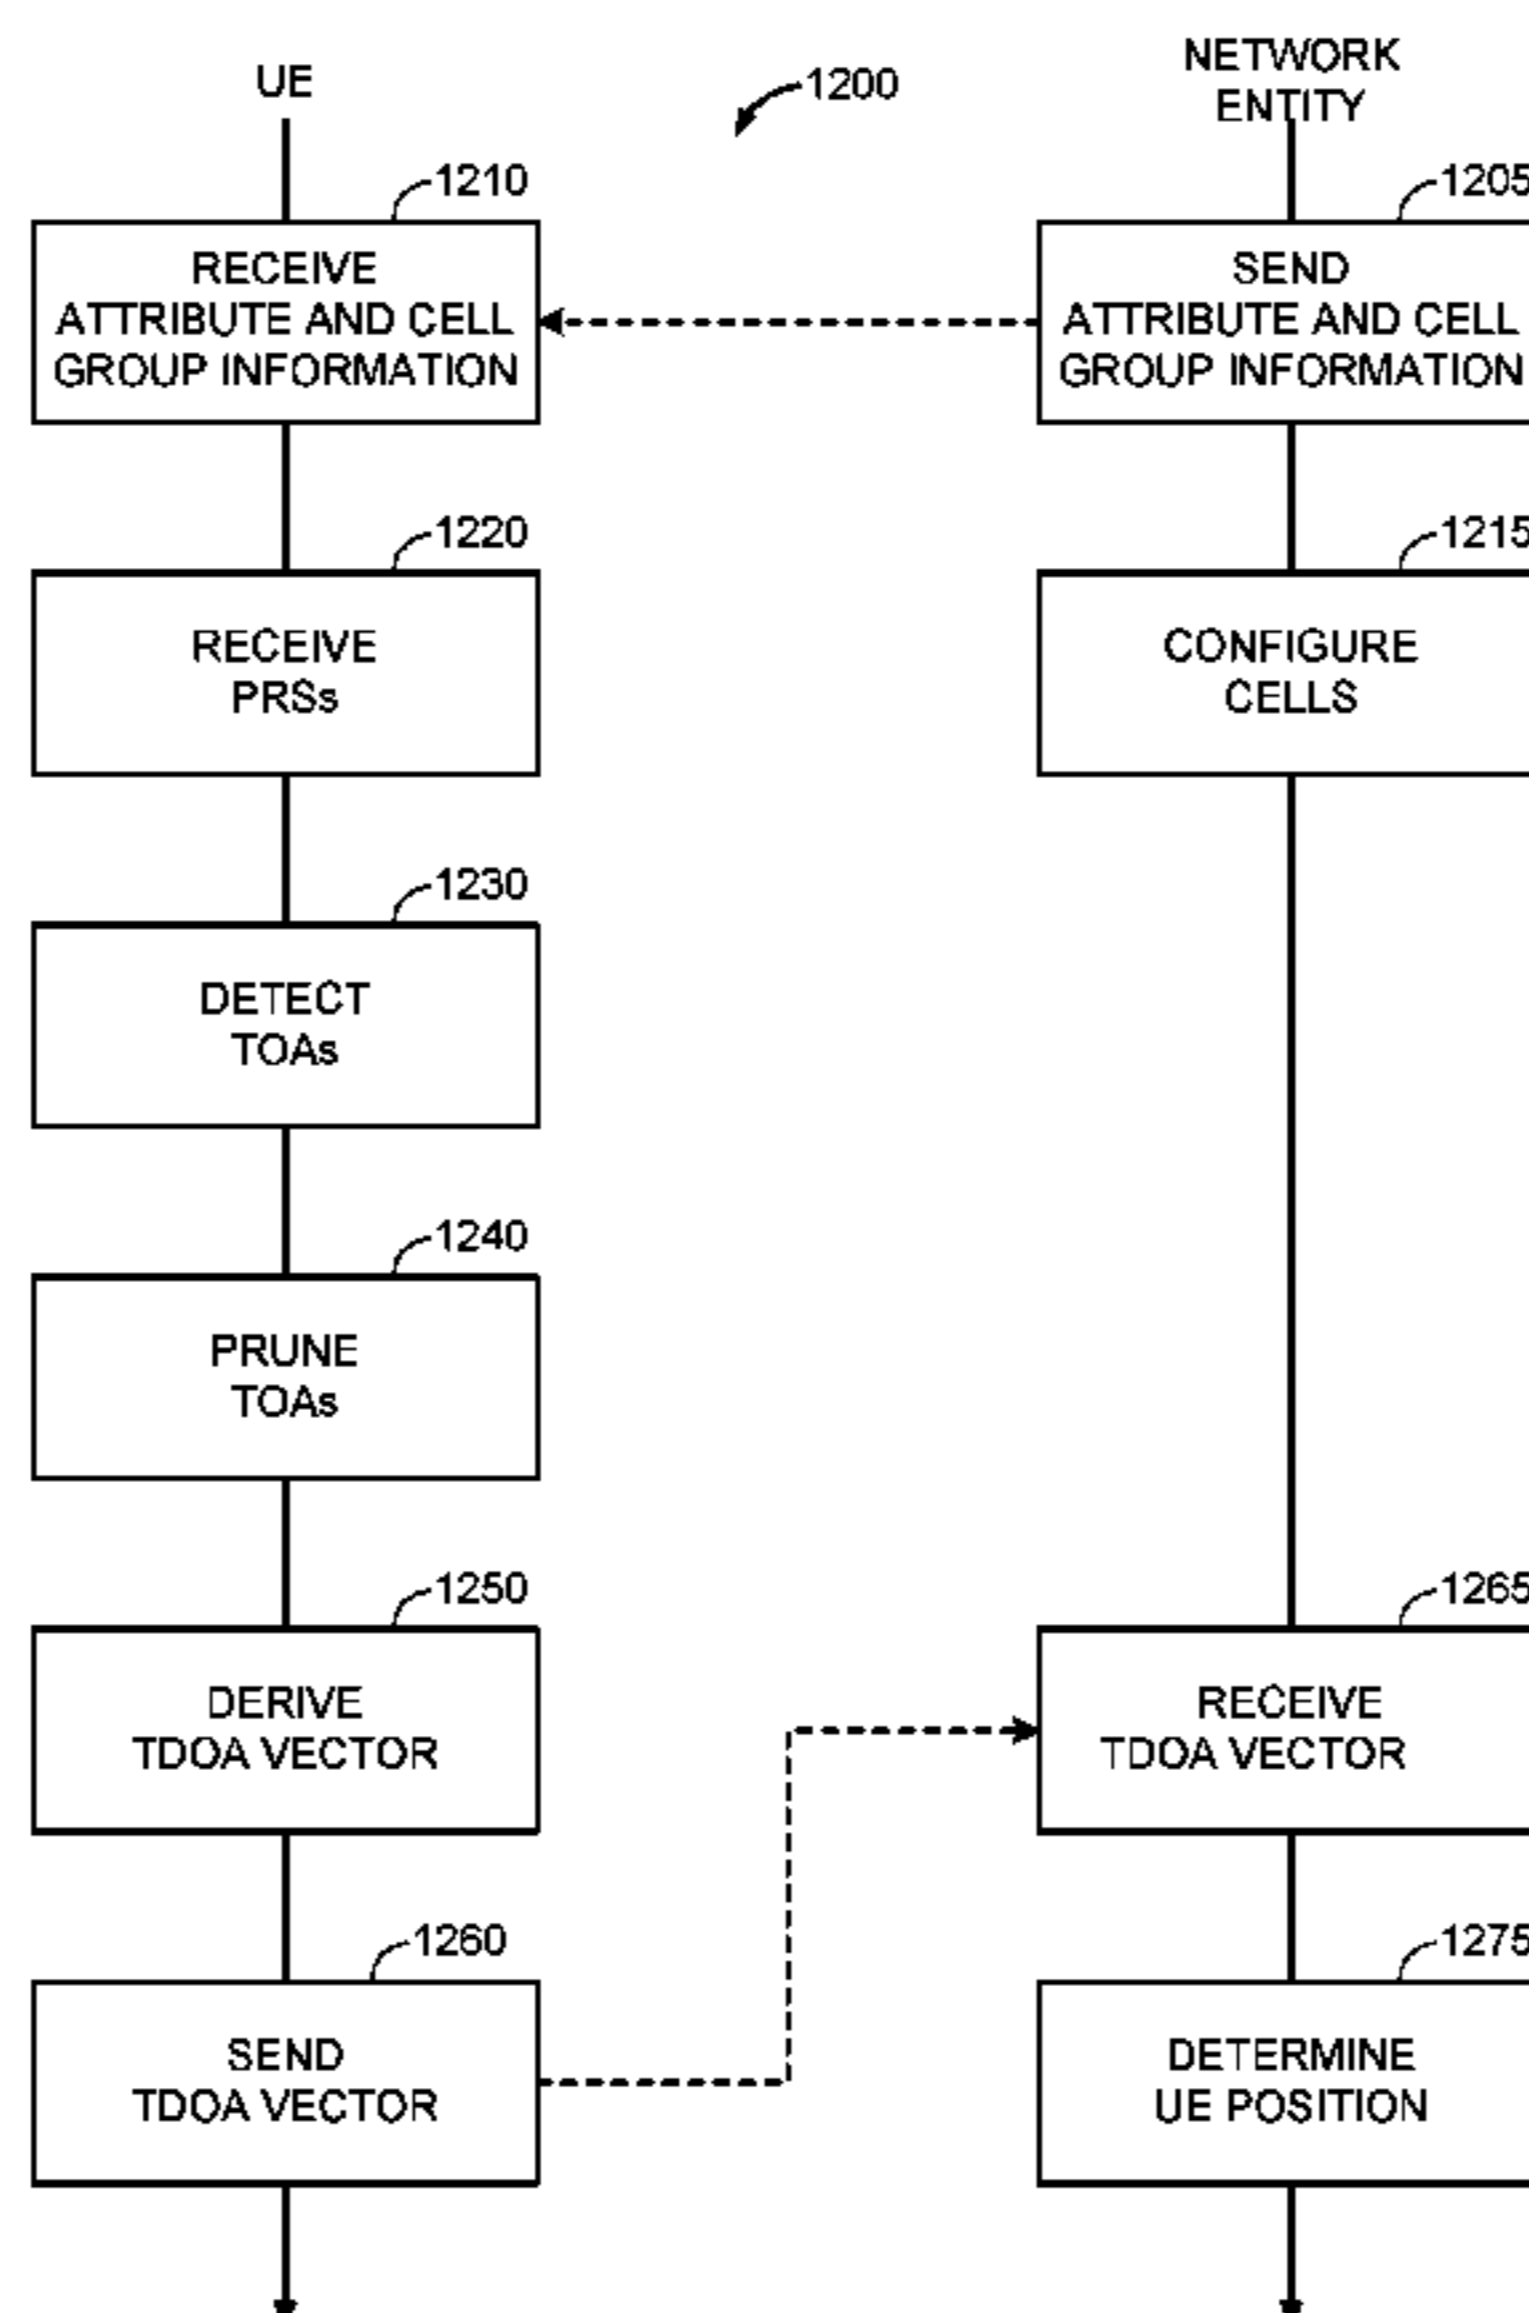 UE
1200
NETWORK
ENTITY
1210
RECEIVE
ATTRIBUTE AND CELL
GROUP INFORMATION
1205
SEND
ATTRIBUTE AND CELL
GROUP INFORMATION
1220
RECEIVE
PRSs
1215
CONFIGURE
CELLS
1230
DETECT
TOAs
1240
PRUNE
TOAs
1250
DERIVE
TDOA VECTOR
1265
RECEIVE
TDOA VECTOR
1260
SEND
TDOA VECTOR
1275
DETERMINE
UE POSITION